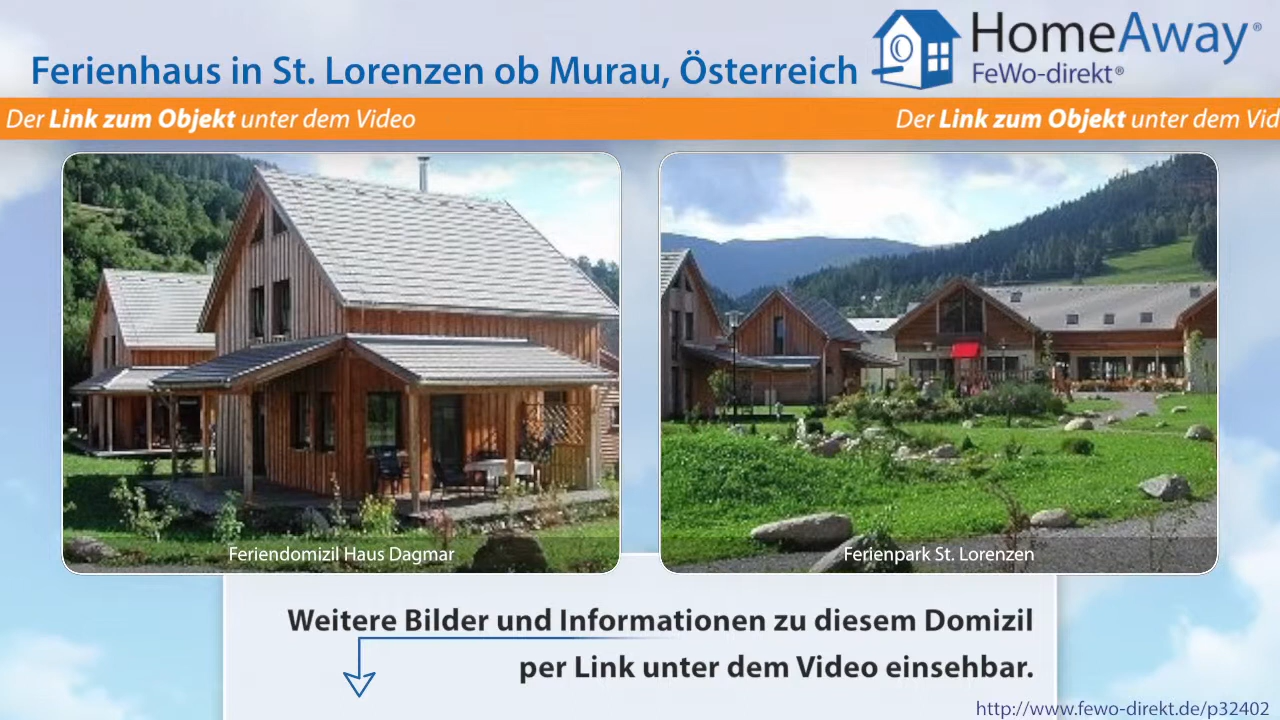 HomeAway®
FeWo-direkt®
Ferienhaus in St. Lorenzen ob Murau, Österreich
Der Link zum Objekt unter dem Video
Der Link zum Objekt unter dem Vid
Feriendomizil Haus Dagmar
Ferienpark St. Lorenzen
Weitere Bilder und Informationen zu diesem Domizil
per Link unter dem Video einsehbar.
http://www.fewo-direkt.de/p32402